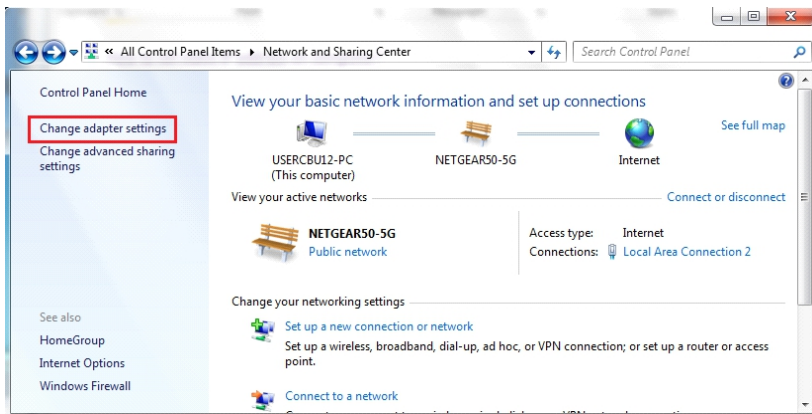 « All Control Panel Items ▸ Network and Sharing Center
Search Control Panel
Control Panel Home
Change adapter settings
Change advanced sharing
settings
See also
HomeGroup
Internet Options
Windows Firewall
View your basic network information and set up connections
See full map
USERCBU12-PC
(This computer)
NETGEAR50-5G
Internet
View your active networks
Connect or disconnect
NETGEAR50-5G
Public network
Access type: Internet
Connections: Local Area Connection 2
Change your networking settings
Set up a new connection or network
Set up a wireless, broadband, dial-up, ad hoc, or VPN connection; or set up a router or access
point.
Connect to a network